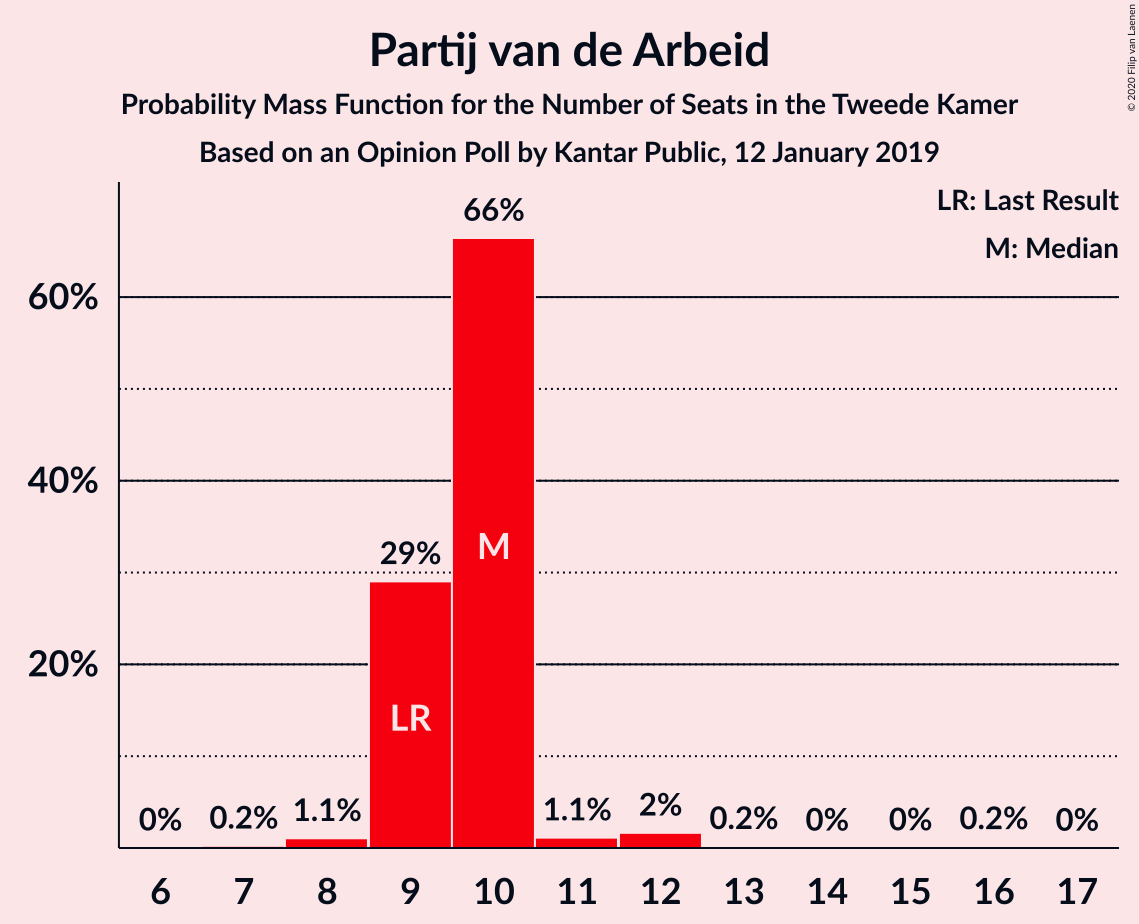 Partij van de Arbeid
Probability Mass Function for the Number of Seats in the Tweede Kamer
Based on an Opinion Poll by Kantar Public, 12 January 2019
© 2020 Filip van Laenen
LR: Last Result
M: Median
60%
40%
20%
0%
0.2%
1.1%
29%
66%
1.1%
2%
0.2%
0%
0%
0.2%
0%
LR
M
6 7 8 9 10 11 12 13 14 15 16 17